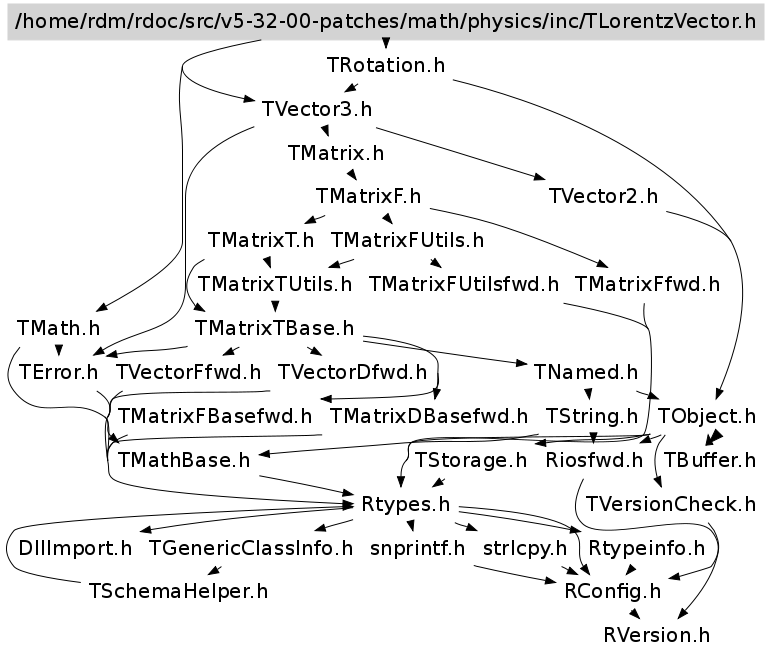 /home/rdm/rdoc/src/v5-32-00-patches/math/physics/inc/TLorentzVector.h
TRotation.h
TVector3.h
TMatrix.h
TMatrixF.h
TVector2.h
TMatrixT.h
TMatrixFUtils.h
TMatrixTUtils.h
TMatrixFUtilsfwd.h
TMatrixFfwd.h
TMath.h
TMatrixTBase.h
TError.h
TVectorFfwd.h
TVectorDfwd.h
TNamed.h
TMatrixFBasefwd.h
TMatrixDBasefwd.h
TString.h
TObject.h
TMathBase.h
TStorage.h
Riosfwd.h
TBuffer.h
Rtypes.h
TVersionCheck.h
DllImport.h
TGenericClassInfo.h
snprintf.h
strlcpy.h
Rtypeinfo.h
TSchemaHelper.h
RConfig.h
RVersion.h